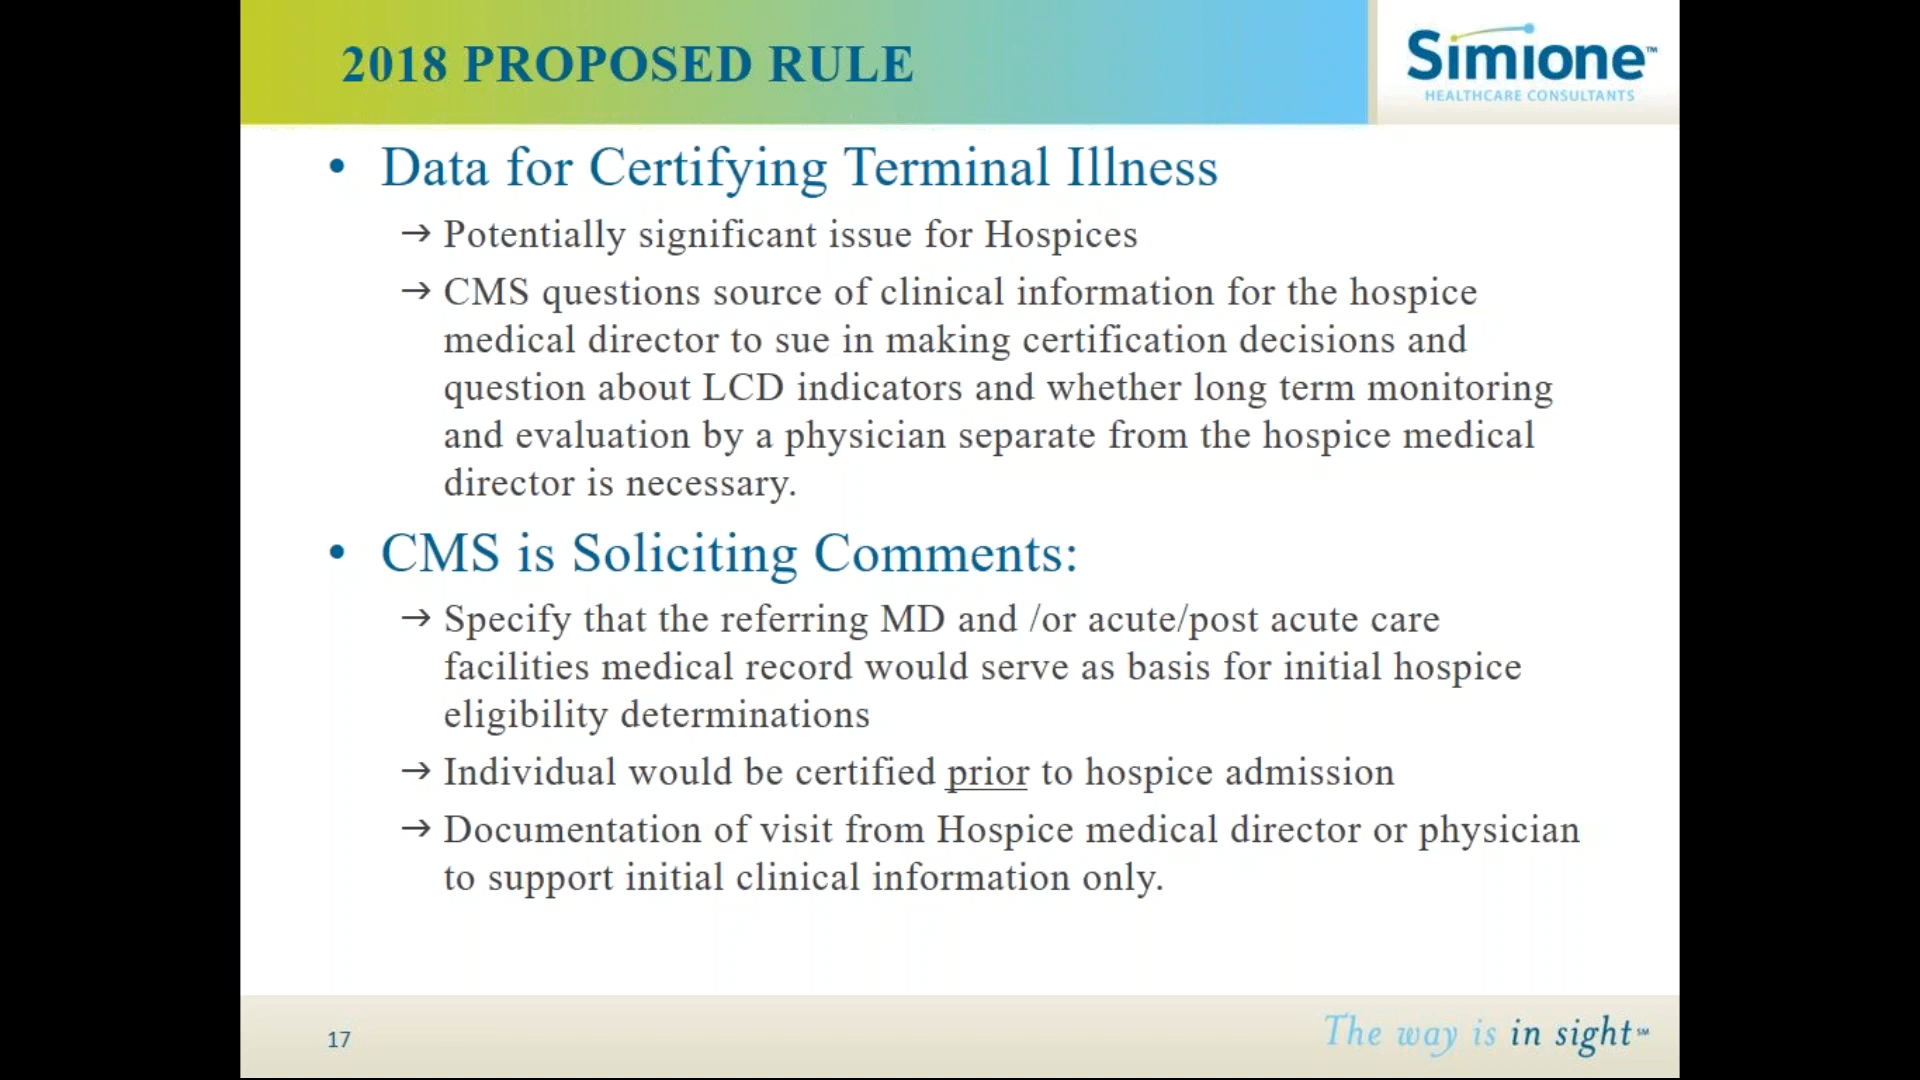 2018 PROPOSED RULE
Simione™
HEALTHCARE CONSULTANTS
• Data for Certifying Terminal Illness
→ Potentially significant issue for Hospices
→ CMS questions source of clinical information for the hospice
medical director to sue in making certification decisions and
question about LCD indicators and whether long term monitoring
and evaluation by a physician separate from the hospice medical
director is necessary.
• CMS is Soliciting Comments:
→ Specify that the referring MD and /or acute/post acute care
facilities medical record would serve as basis for initial hospice
eligibility determinations
→ Individual would be certified prior to hospice admission
→ Documentation of visit from Hospice medical director or physician
to support initial clinical information only.
17
The way is in sight℠